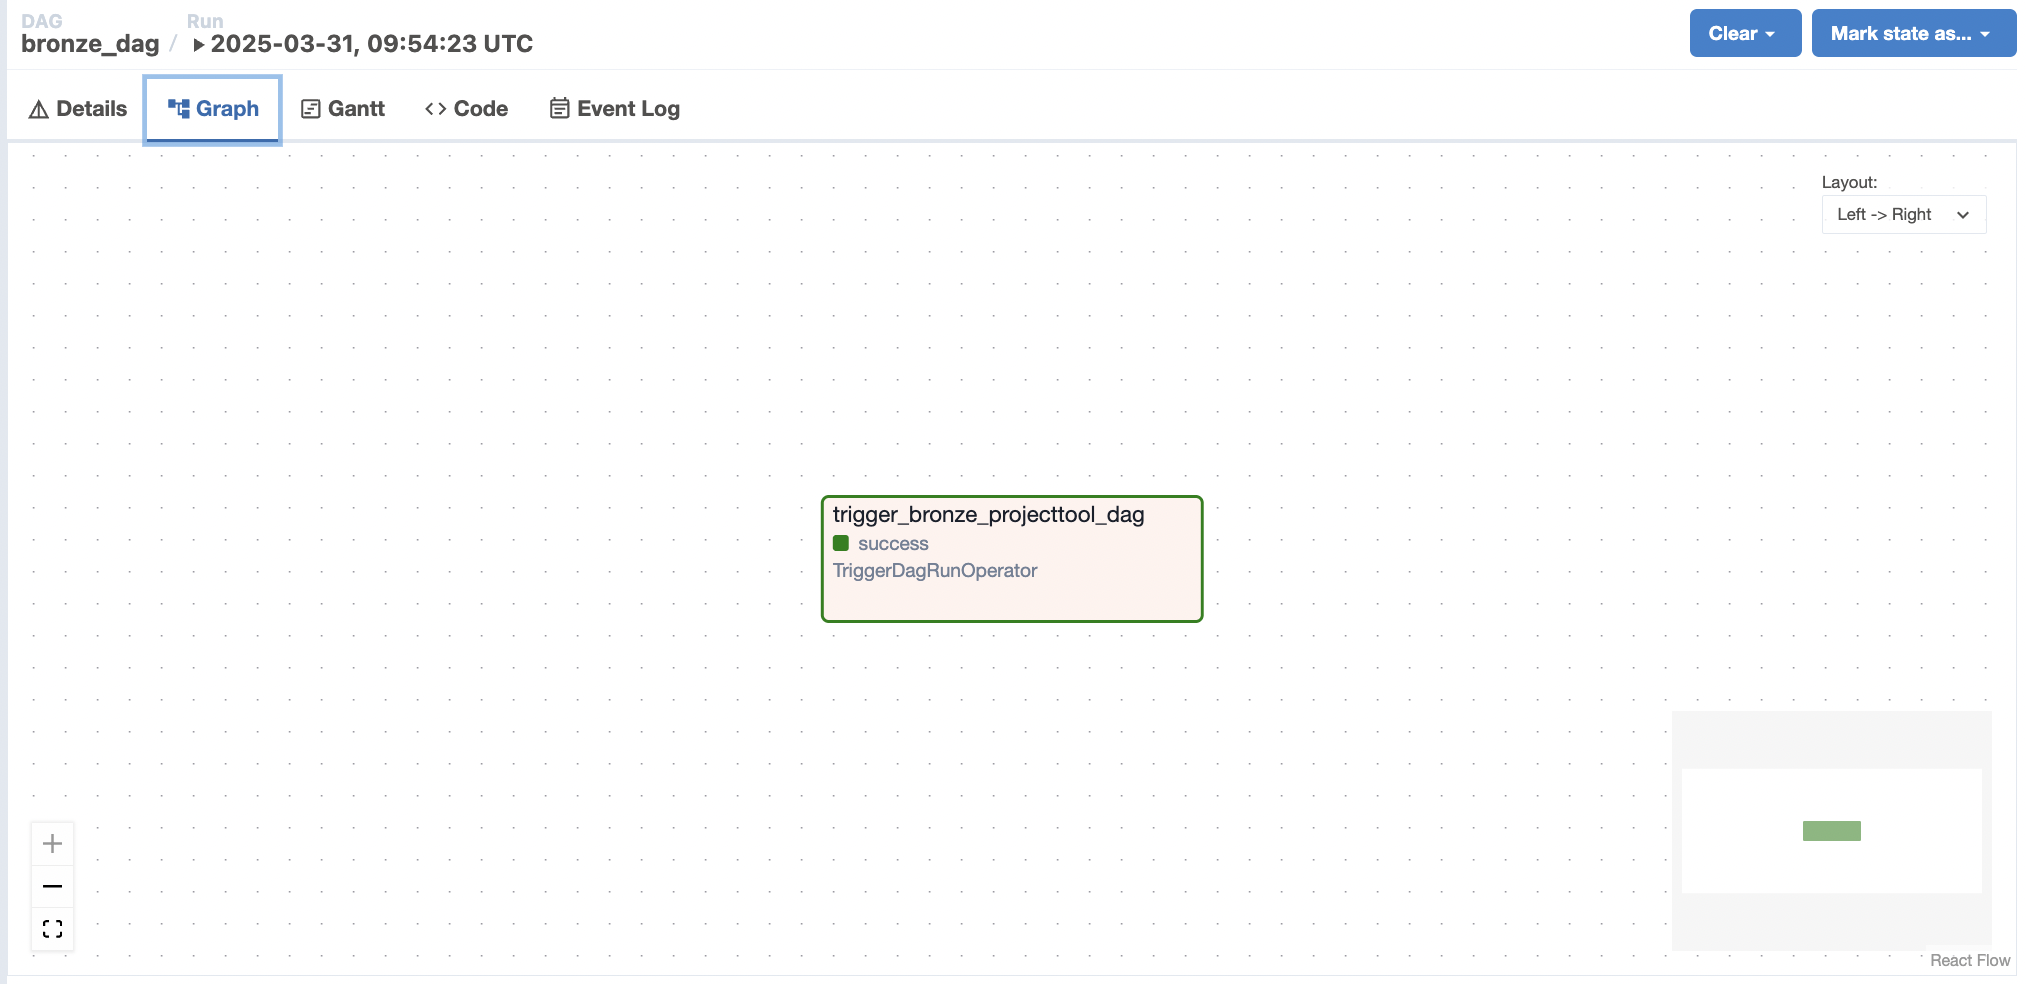 DAG
bronze_dag
/
Run
2025-03-31, 09:54:23 UTC
Clear
Mark state as...
Details
Graph
Gantt
Code
Event Log
Layout:
Left -> Right
trigger_bronze_projecttool_dag
success
TriggerDagRunOperator
React Flow